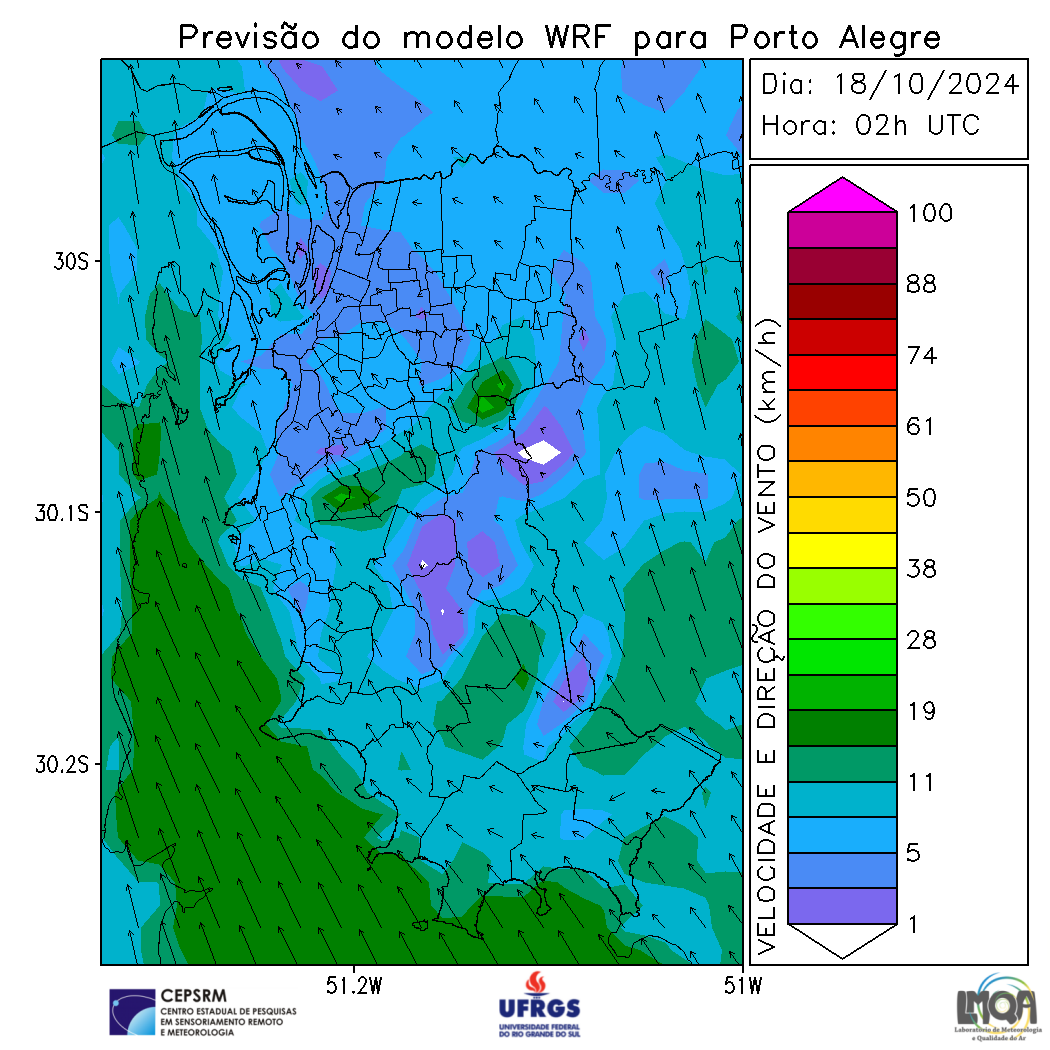 Previsão do modelo WRF para Porto Alegre
Dia: 18/10/2024
Hora: 02h UTC
30S
30.1S
30.2S
51.2W
51W
VELOCIDADE E DIREÇÃO DO VENTO (km/h)
100
88
74
61
50
38
28
19
11
5
1
CEPSRM
CENTRO ESTADUAL DE PESQUISAS
EM SENSORIAMENTO REMOTO
E METEOROLOGIA
UFRGS
UNIVERSIDADE FEDERAL
DO RIO GRANDE DO SUL
LMQA
Laboratório de Meteorologia
e Qualidade do Ar